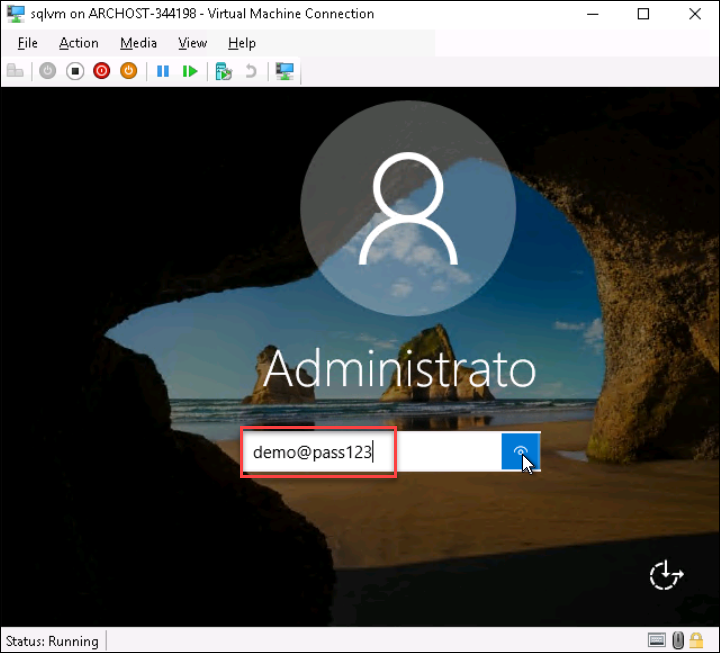 sqlvm on ARCHOST-344198 - Virtual Machine Connection
File Action Media View Help
Administrato
demo@pass123
Status: Running